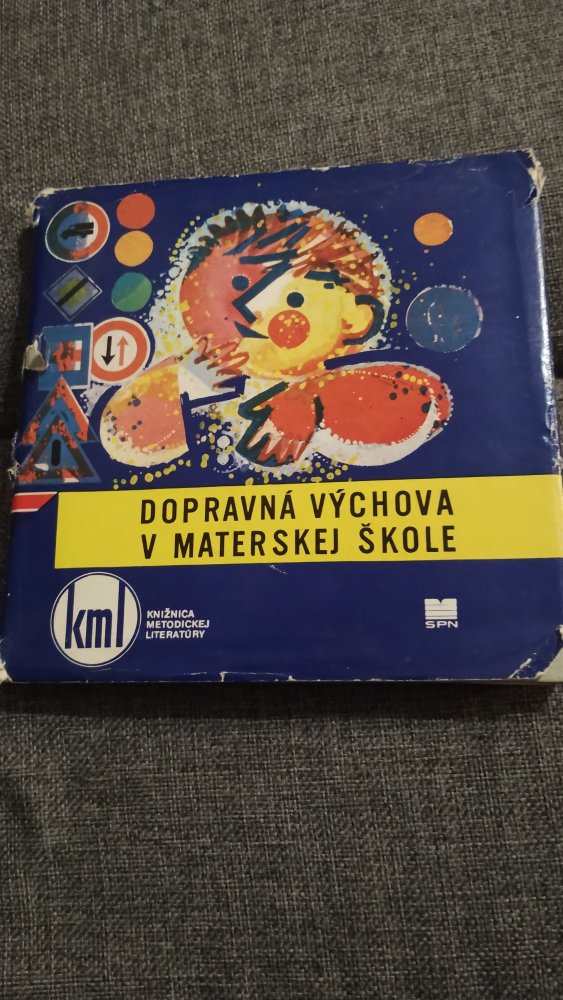 DOPRAVNÁ VÝCHOVA
V MATERSKEJ ŠKOLE
kml
KNIŽNICA
METODICKEJ
LITERATÚRY
SPN